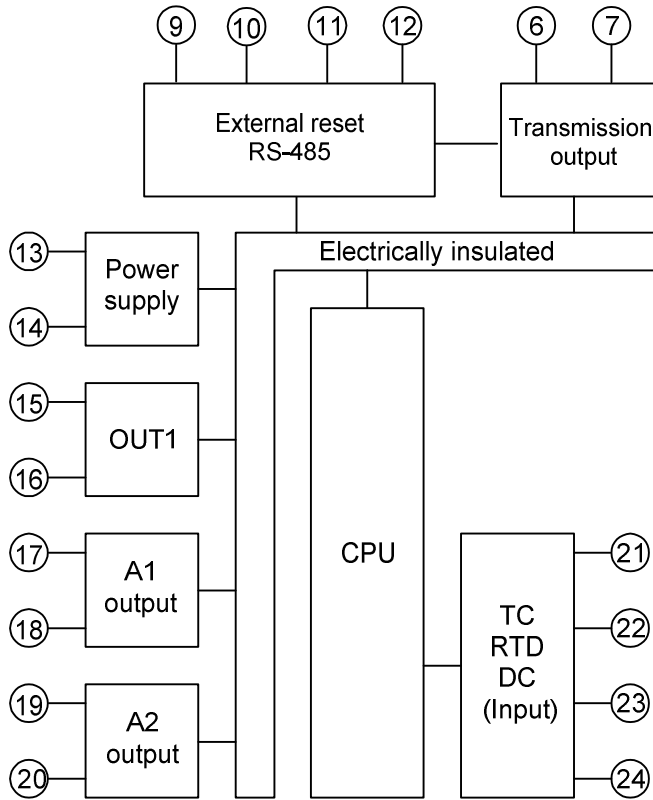 9 10 11 12 6 7
External reset
RS-485
Transmission
output
Electrically insulated
13
14
Power
supply
15
16
OUT1
17
18
A1
output
19
20
A2
output
CPU
TC
RTD
DC
(Input)
21
22
23
24